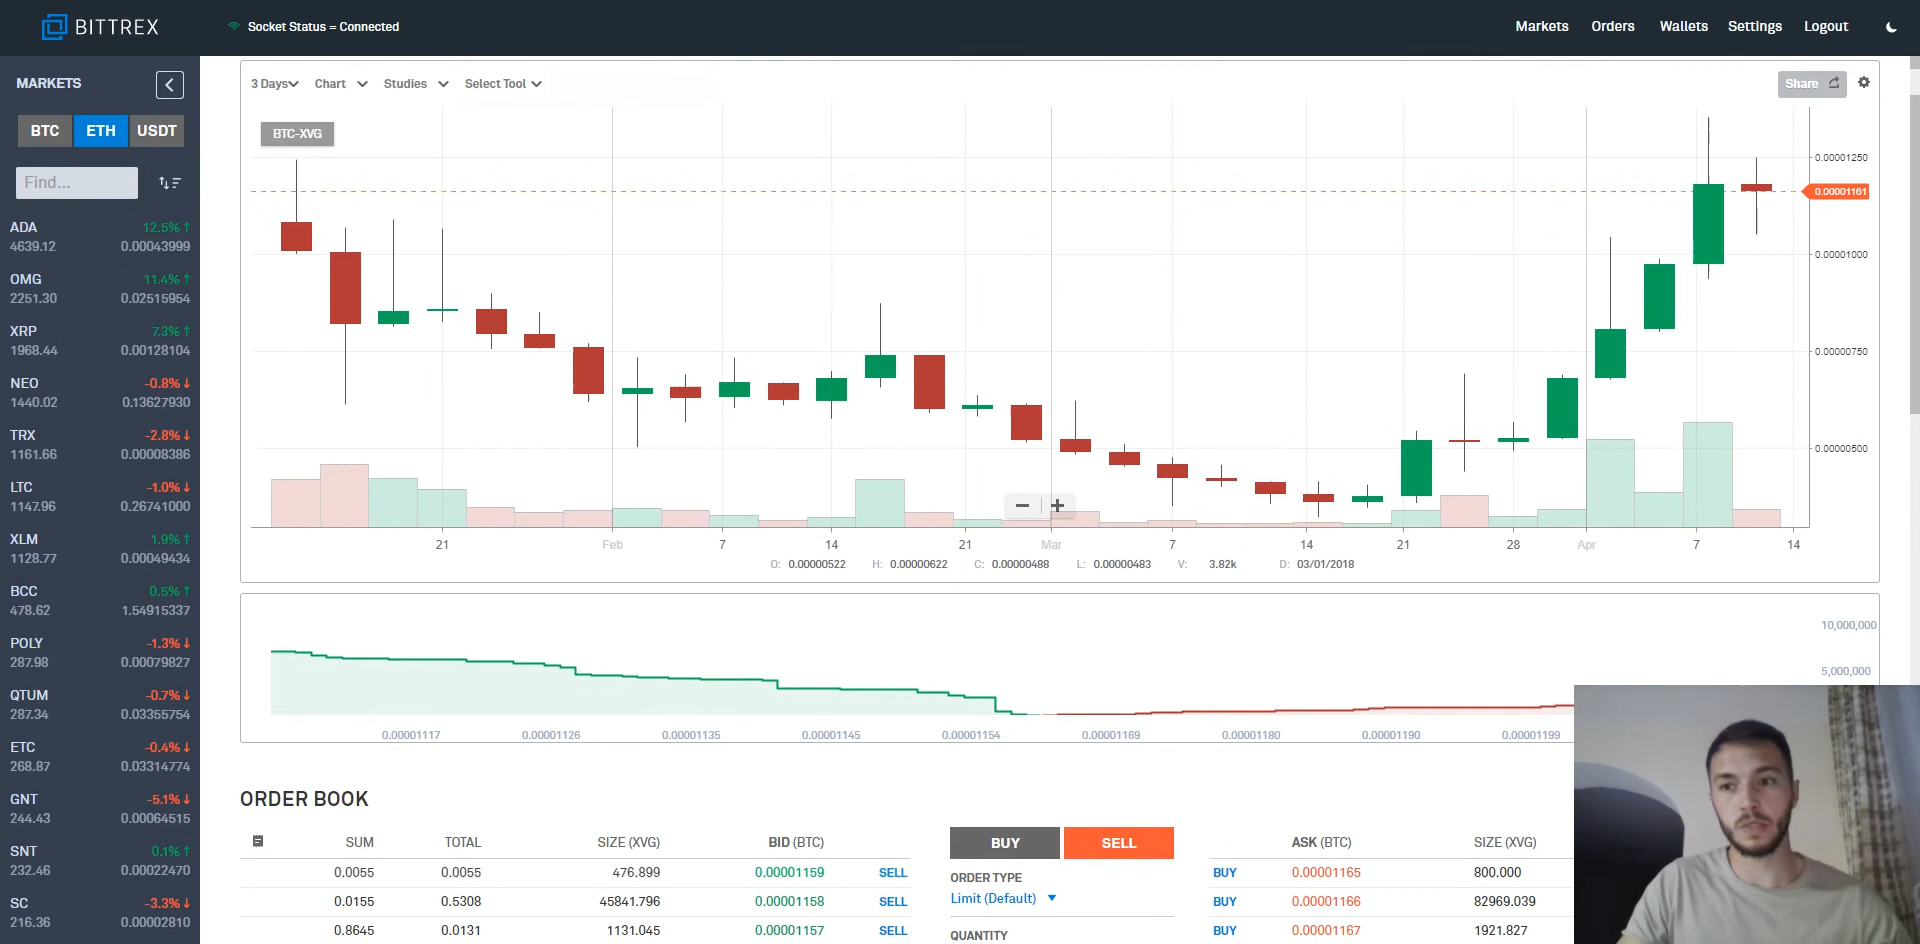 BITTREX
Socket Status = Connected
Markets Orders Wallets Settings Logout
MARKETS
BTC ETH USDT
Find...
ADA 12.5% ↑
4639.12 0.00043999
OMG 11.4% ↑
2251.30 0.02515954
XRP 7.3% ↑
1968.44 0.00128104
NEO -0.8% ↓
1440.02 0.13627930
TRX -2.8% ↓
1161.66 0.00008386
LTC -1.0% ↓
1147.96 0.26741000
XLM 1.9% ↑
1128.77 0.00049434
BCC 0.5% ↑
478.62 1.54915337
POLY -1.3% ↓
287.98 0.00079827
QTUM -0.7% ↓
287.34 0.03355754
ETC -0.4% ↓
268.87 0.03314774
GNT -5.1% ↓
244.43 0.00064515
SNT 0.1% ↑
232.46 0.00022470
SC -3.3% ↓
216.36 0.00002810
3 Days Chart Studies Select Tool
Share
BTC-XVG
0.00001250
0.00001161
0.00001000
0.00000750
0.00000500
21 Feb 7 14 21 Mar 7 14 21 28 Apr 7 14
O: 0.00000522 H: 0.00000622 C: 0.00000488 L: 0.00000483 V: 3.82k D: 03/01/2018
10,000,000
5,000,000
0.00001117 0.00001126 0.00001135 0.00001145 0.00001154 0.00001169 0.00001180 0.00001190 0.00001199
ORDER BOOK
SUM TOTAL SIZE (XVG) BID (BTC)
0.0055 0.0055 476.899 0.00001159 SELL
0.0155 0.5308 45841.796 0.00001158 SELL
0.8645 0.0131 1131.045 0.00001157 SELL
BUY SELL
ORDER TYPE
Limit (Default)
QUANTITY
ASK (BTC) SIZE (XVG)
BUY 0.00001165 800.000
BUY 0.00001166 82969.039
BUY 0.00001167 1921.827